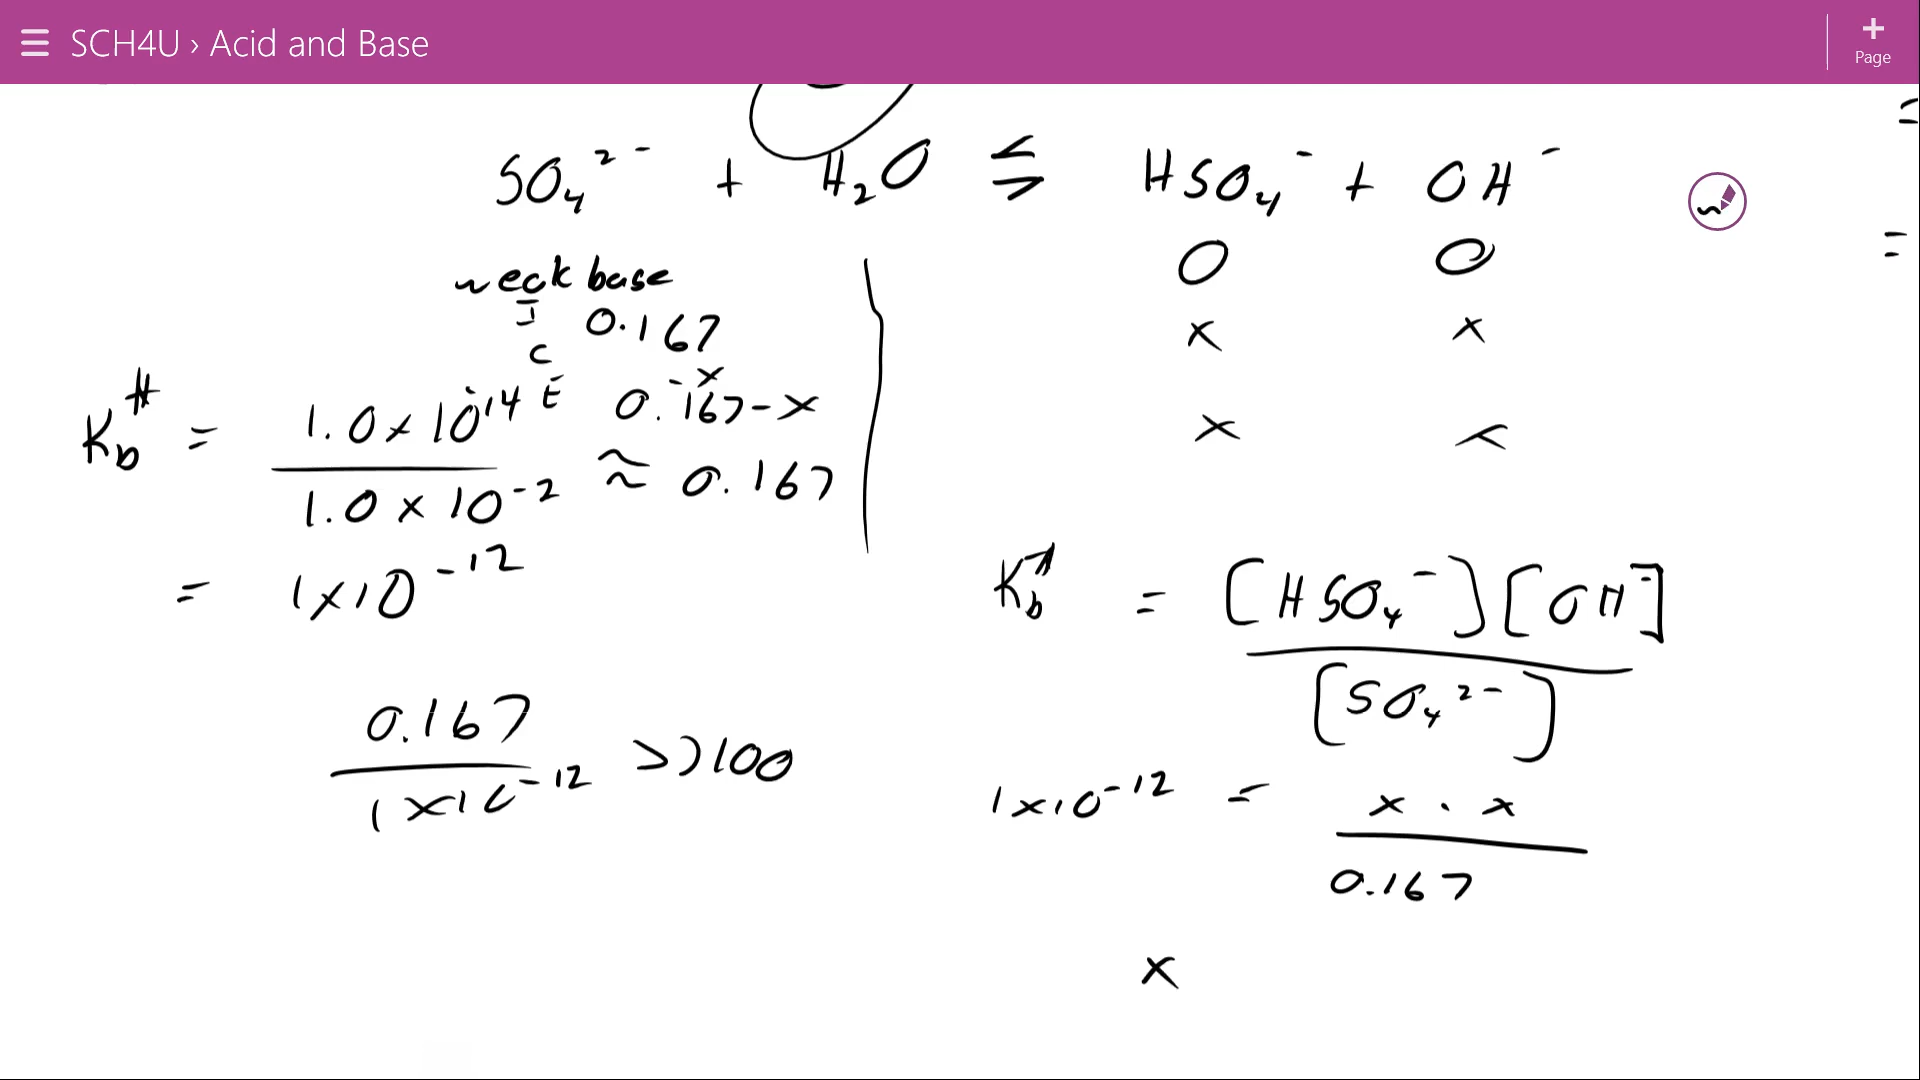 SCH4U › Acid and Base
+
Page
SO₄²⁻ + H₂O ⇌ HSO₄⁻ + OH⁻
weak base
I 0.167 | 0 0
C -x | x x
E 0.167-x | x x
≈ 0.167
K_b = 1.0×10⁻¹⁴
1.0 × 10⁻²
= 1×10⁻¹²
0.167
1×10⁻¹² >>100
K_b = [HSO₄⁻][OH⁻]
[SO₄²⁻]
1×10⁻¹² = x · x
0.167
x
=
=